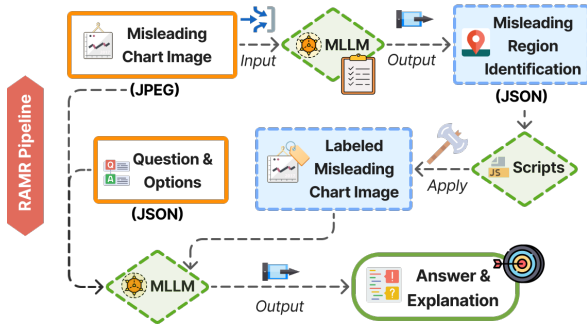 Misleading
Chart Image
(JPEG)
Input
MLLM
Output
Misleading
Region
Identification
(JSON)
RAMR Pipeline
Q
A
Question &
Options
(JSON)
Labeled
Misleading
Chart Image
Apply
JS
Scripts
MLLM
Output
!
?
Answer &
Explanation